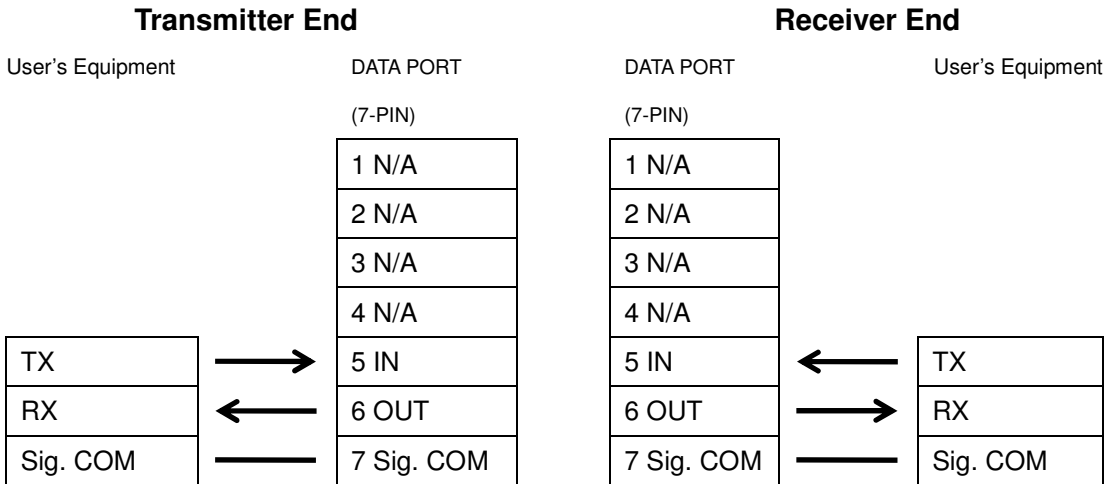 Transmitter End Receiver End
User's Equipment DATA PORT DATA PORT User's Equipment
(7-PIN) (7-PIN)
1 N/A 1 N/A
2 N/A 2 N/A
3 N/A 3 N/A
4 N/A 4 N/A
TX 5 IN 5 IN TX
RX 6 OUT 6 OUT RX
Sig. COM 7 Sig. COM 7 Sig. COM Sig. COM